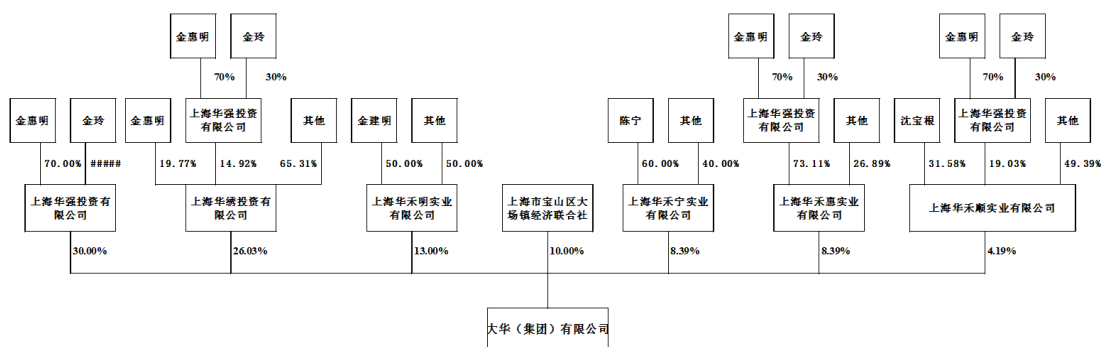 金惠明 金玲 金惠明 金玲 金惠明 金玲
70% 30% 70% 30% 70% 30%
金惠明 金玲 金惠明 上海华强投资 其他 金建明 其他 陈宁 其他 上海华强投资 其他 沈宝根 上海华强投资 其他
有限公司 有限公司 有限公司
70.00% ##### 19.77% 14.92% 65.31% 50.00% 50.00% 60.00% 40.00% 73.11% 26.89% 31.58% 19.03% 49.39%
上海华强投资有 上海华绣投资有 上海华禾明实业 上海市宝山区大 上海华禾宁实业 上海华禾惠实业 上海华禾顺实业有限公司
限公司 限公司 有限公司 场镇经济联合社 有限公司 有限公司
30.00% 26.03% 13.00% 10.00% 8.39% 8.39% 4.19%
大华（集团）有限公司